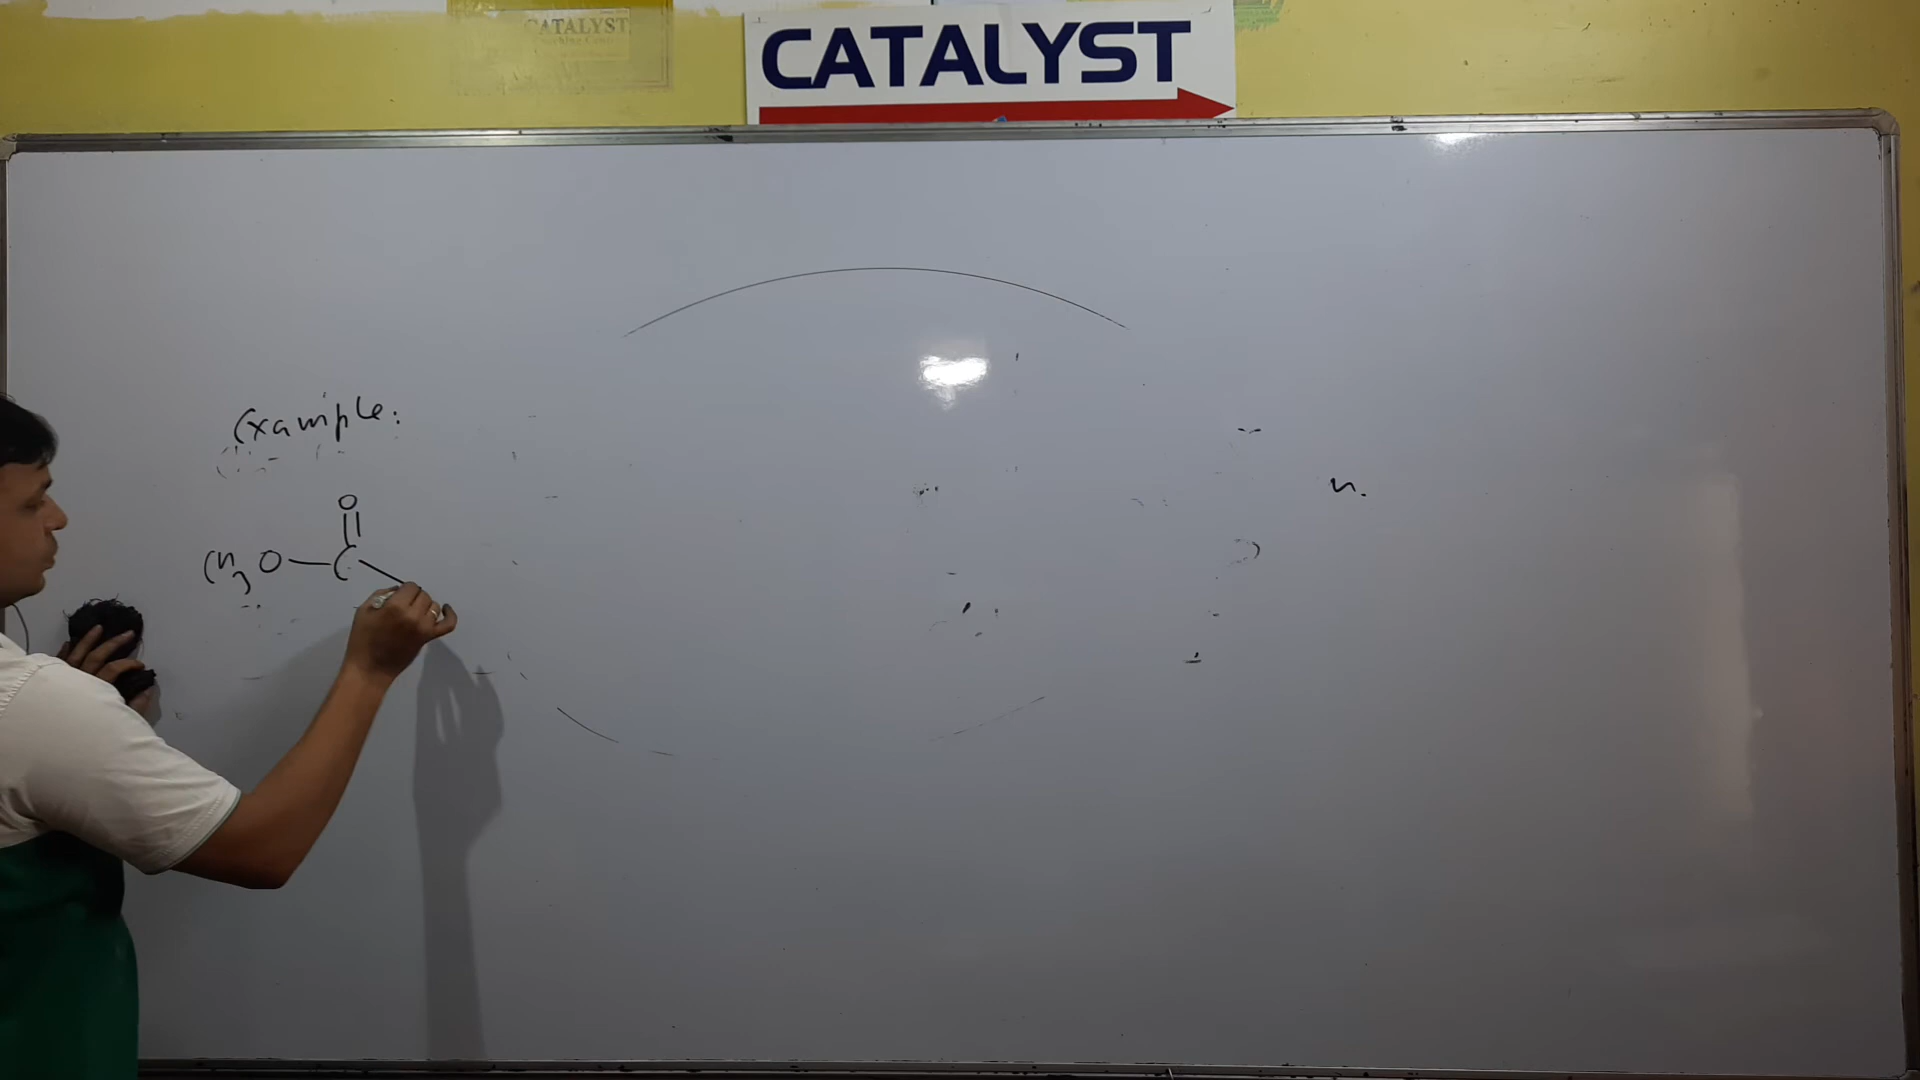 CATALYST
CATALYST
Example:
O
CH3O-C
n.